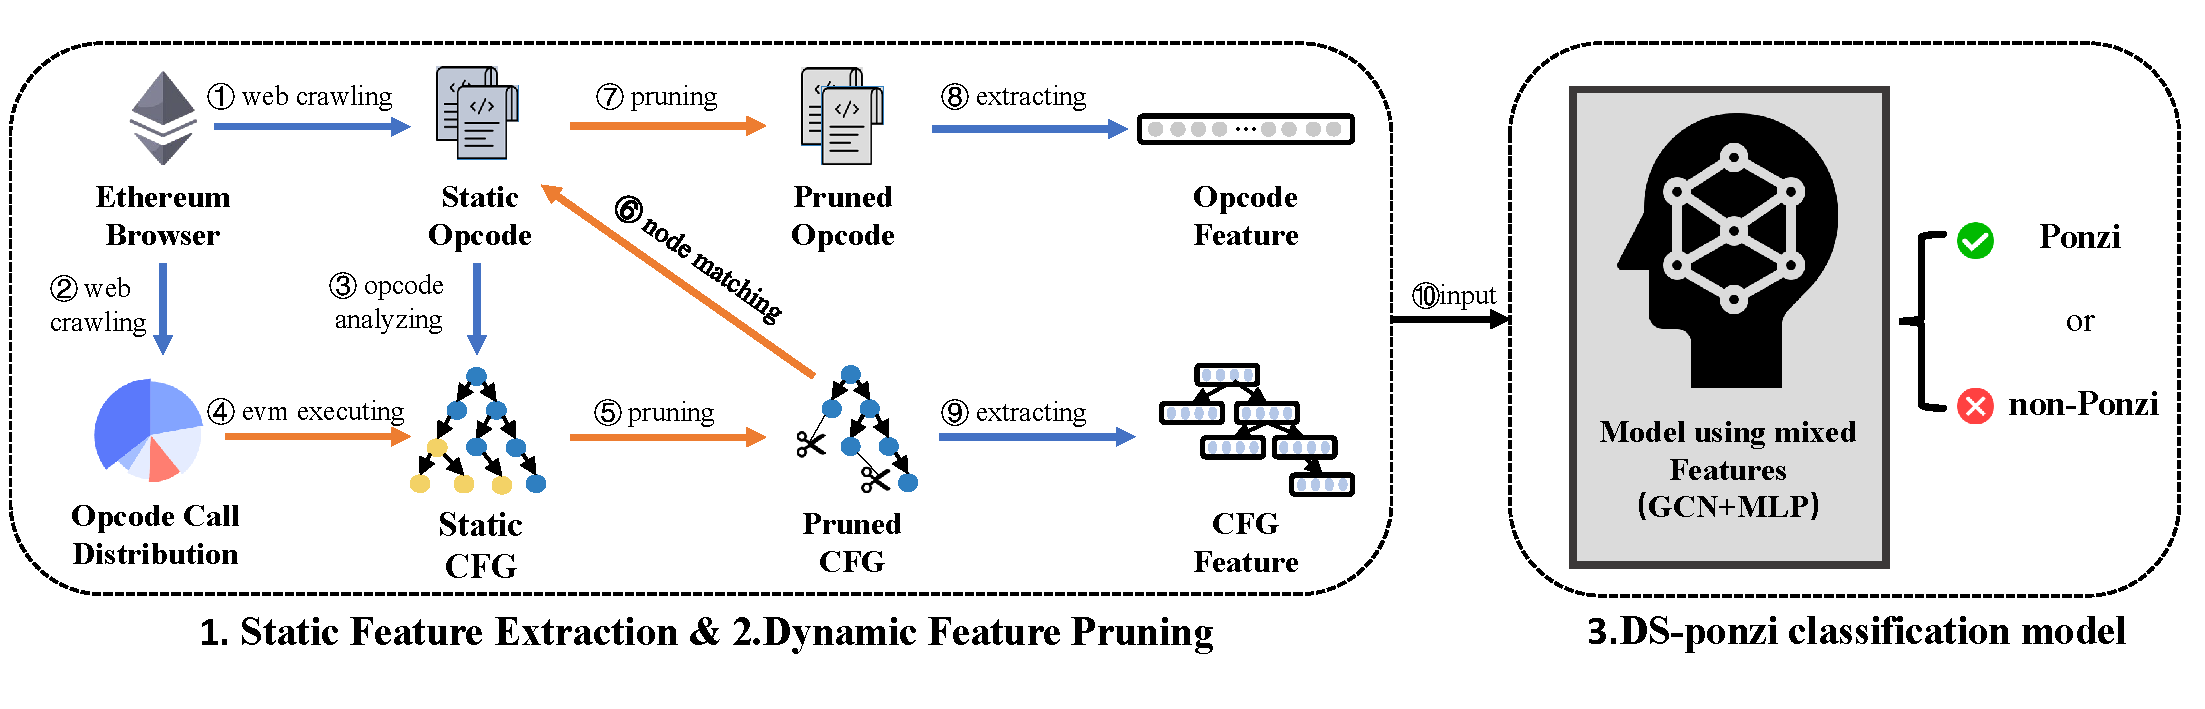 ① web crawling
⑦ pruning
⑧ extracting
Ethereum
Browser
Static
Opcode
Pruned
Opcode
Opcode
Feature
② web
crawling
③ opcode
analyzing
⑥ node matching
④ evm executing
⑤ pruning
⑨ extracting
Opcode Call
Distribution
Static
CFG
Pruned
CFG
CFG
Feature
⑩input
Model using mixed
Features
(GCN+MLP)
Ponzi
or
non-Ponzi
1. Static Feature Extraction & 2.Dynamic Feature Pruning
3.DS-ponzi classification model